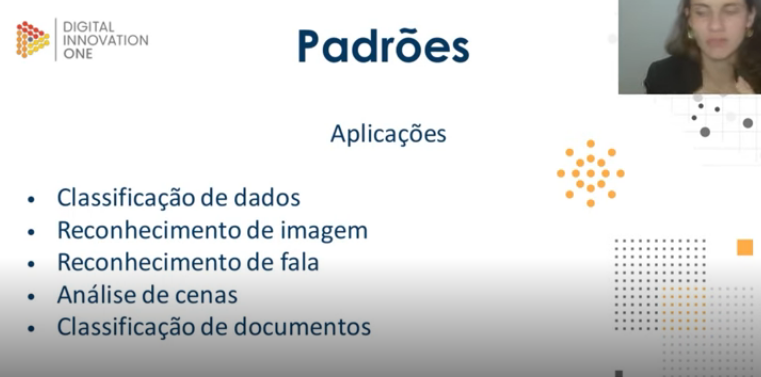 DIGITAL
INNOVATION
ONE
Padrões
Aplicações
• Classificação de dados
• Reconhecimento de imagem
• Reconhecimento de fala
• Análise de cenas
• Classificação de documentos